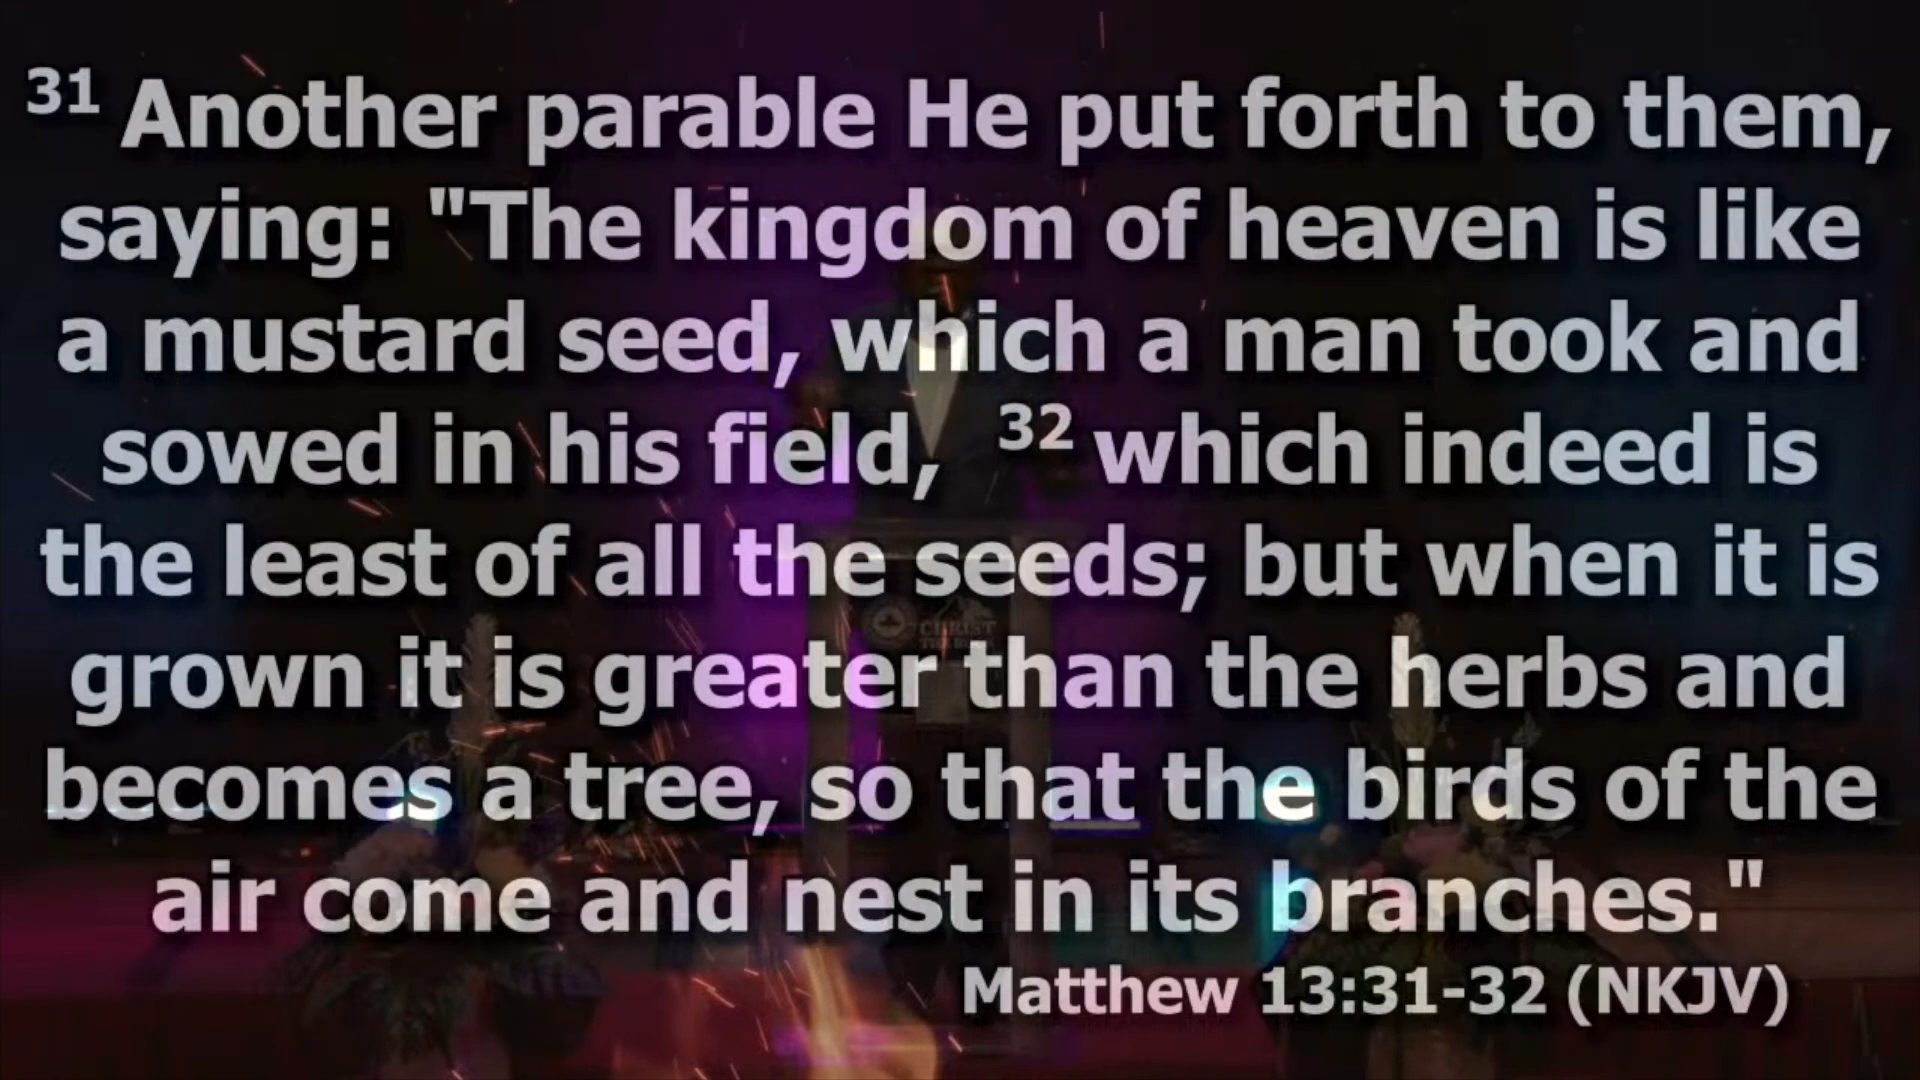 31 Another parable He put forth to them,
saying: "The kingdom of heaven is like
a mustard seed, which a man took and
sowed in his field, 32 which indeed is
the least of all the seeds; but when it is
grown it is greater than the herbs and
becomes a tree, so that the birds of the
air come and nest in its branches."
Matthew 13:31-32 (NKJV)
CHRIST